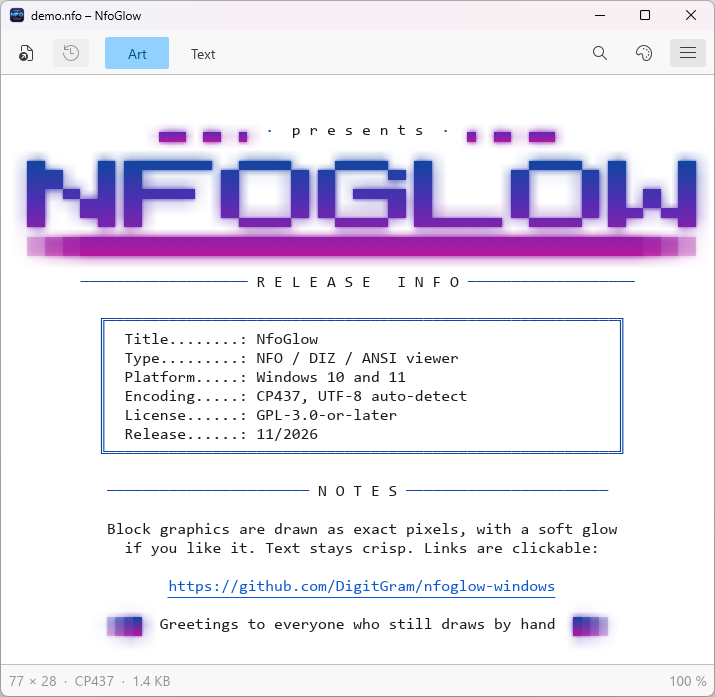 demo.nfo – NfoGlow
Art Text
· presents ·
NFOGLOW
RELEASE INFO
Title........: NfoGlow
Type.........: NFO / DIZ / ANSI viewer
Platform.....: Windows 10 and 11
Encoding.....: CP437, UTF-8 auto-detect
License......: GPL-3.0-or-later
Release......: 11/2026
NOTES
Block graphics are drawn as exact pixels, with a soft glow
if you like it. Text stays crisp. Links are clickable:
https://github.com/DigitGram/nfoglow-windows
Greetings to everyone who still draws by hand
77 × 28 · CP437 · 1.4 KB
100 %